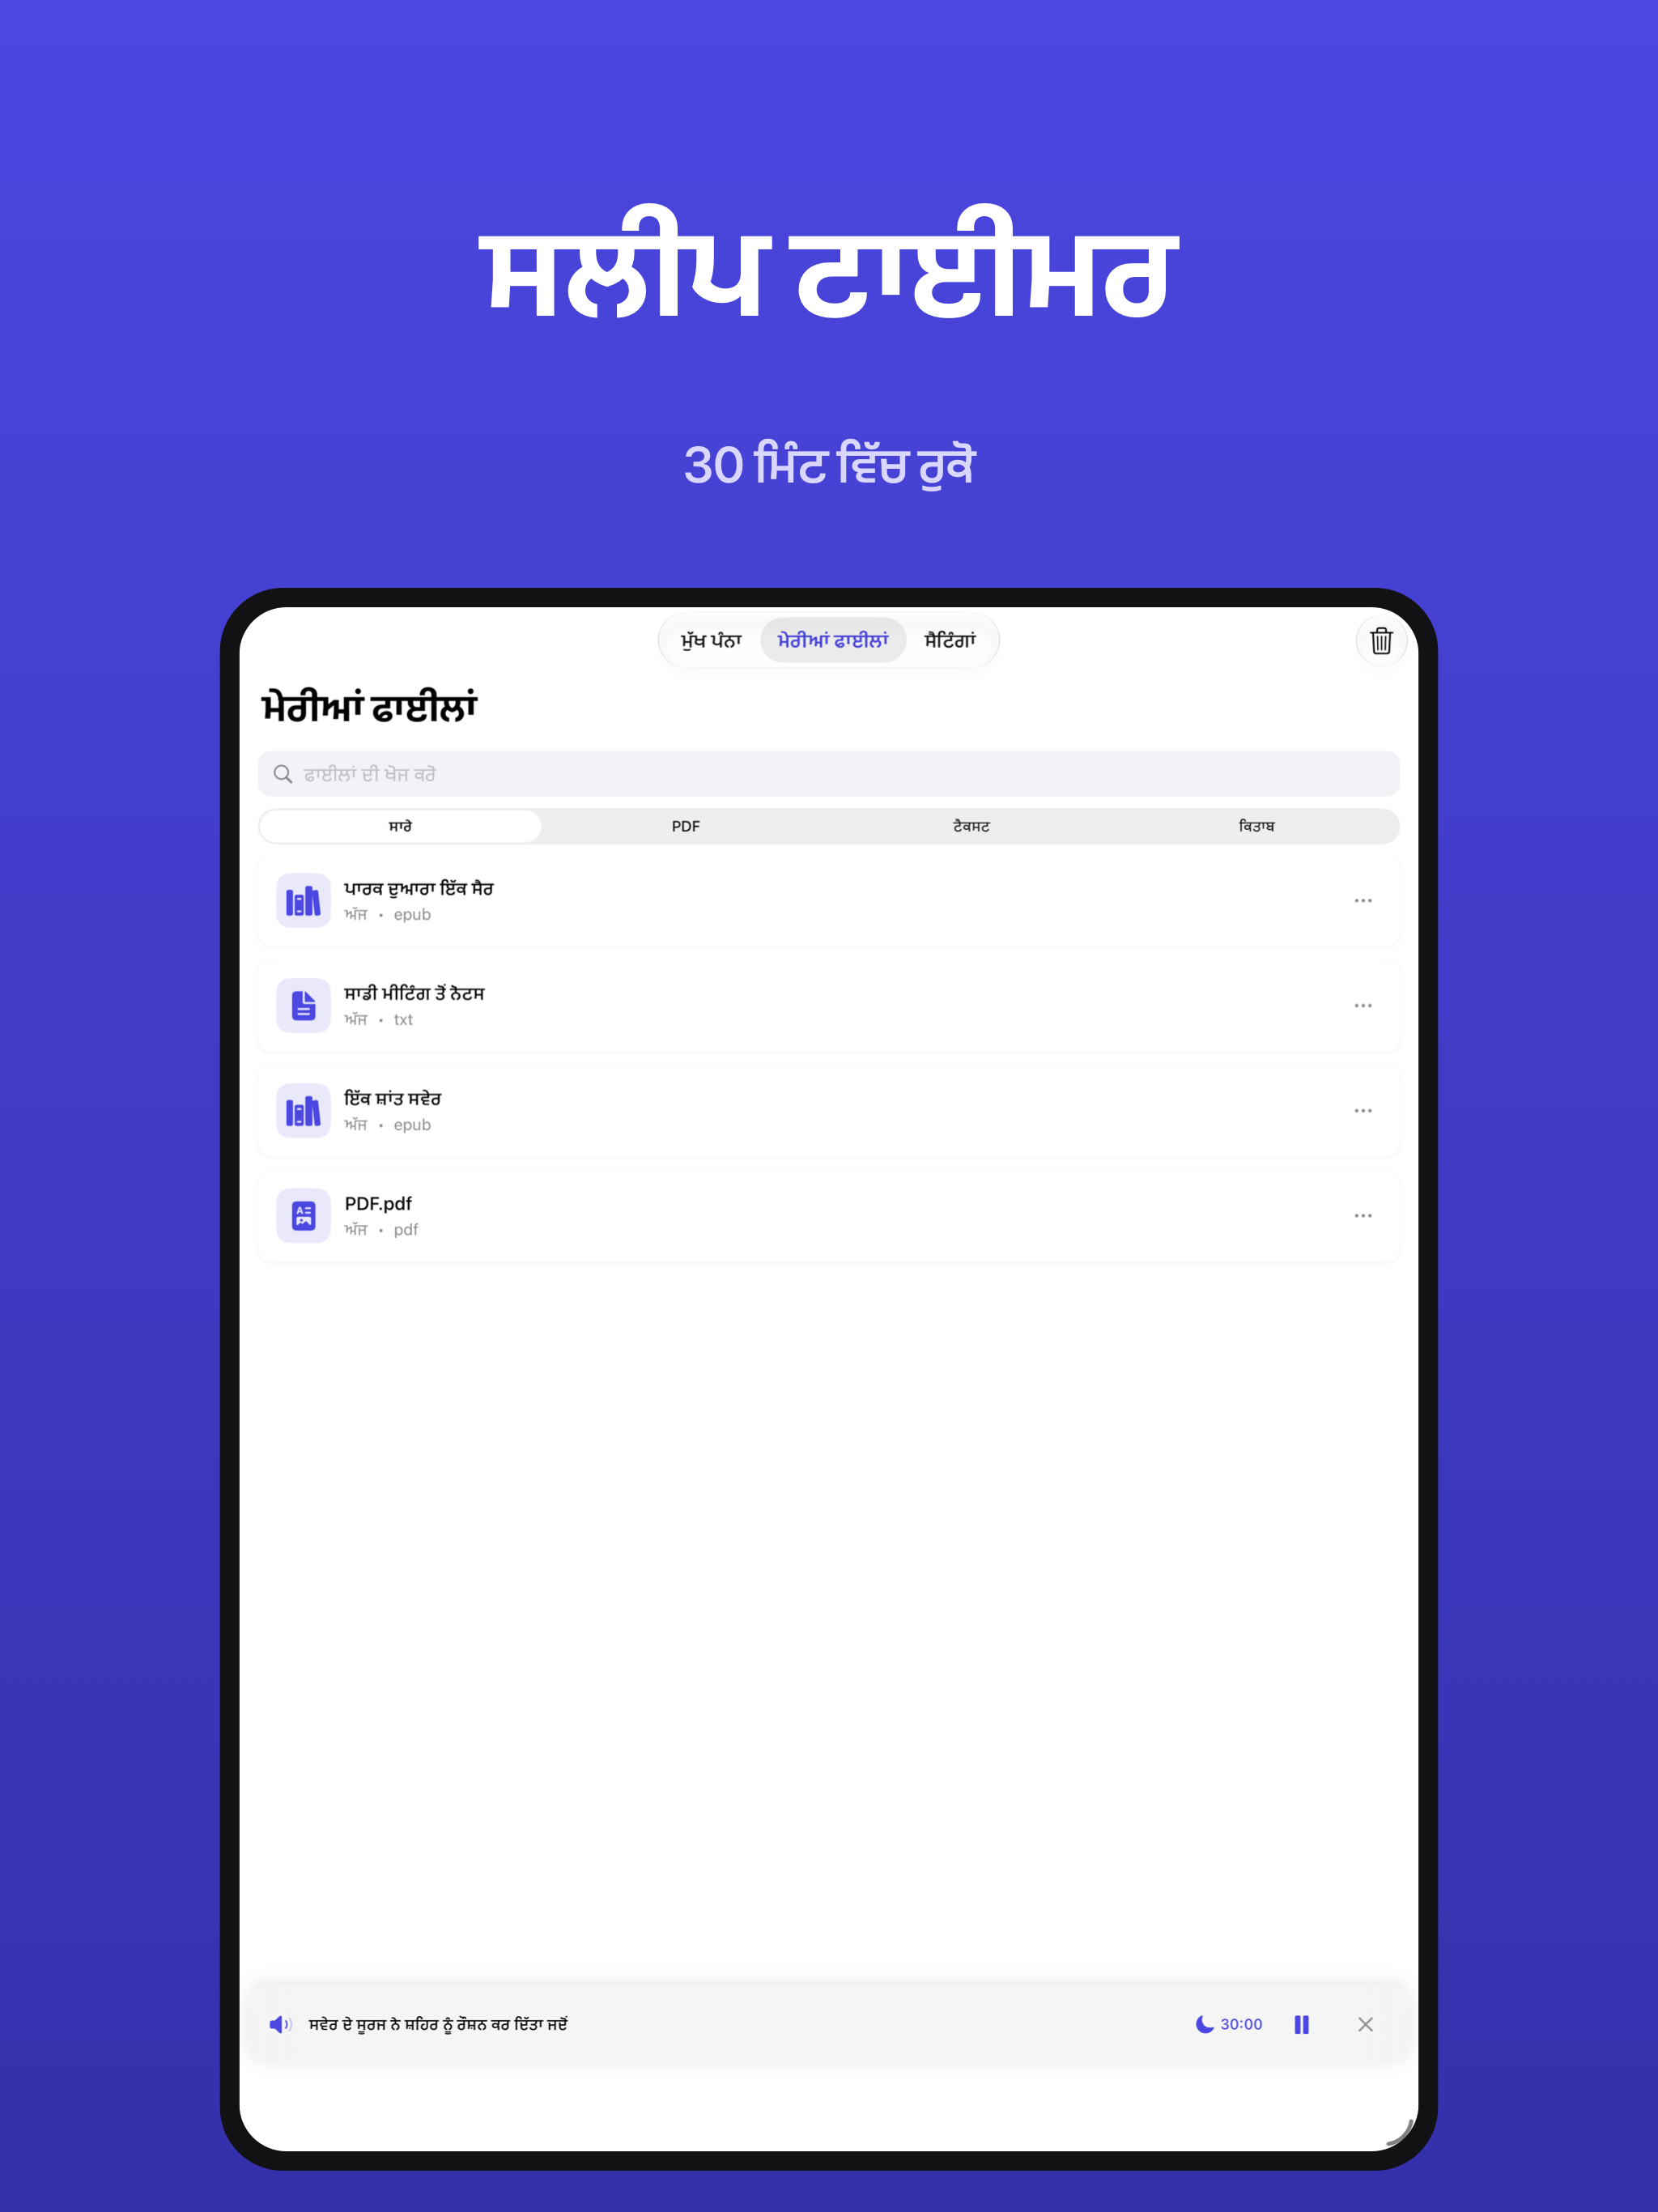 ਸਲੀਪ ਟਾਈਮਰ
30 ਮਿੰਟ ਵਿੱਚ ਰੁਕੋ
ਮੁੱਖ ਪੰਨਾ ਮੇਰੀਆਂ ਫਾਈਲਾਂ ਸੈਟਿੰਗਾਂ
ਮੇਰੀਆਂ ਫਾਈਲਾਂ
ਫਾਈਲਾਂ ਦੀ ਖੋਜ ਕਰੋ
ਸਾਰੇ PDF ਟੈਕਸਟ ਕਿਤਾਬ
ਪਾਰਕ ਦੁਆਰਾ ਇੱਕ ਸੈਰ
ਅੱਜ • epub
ਸਾਡੀ ਮੀਟਿੰਗ ਤੋਂ ਨੋਟਸ
ਅੱਜ • txt
ਇੱਕ ਸ਼ਾਂਤ ਸਵੇਰ
ਅੱਜ • epub
PDF.pdf
ਅੱਜ • pdf
ਸਵੇਰ ਦੇ ਸੂਰਜ ਨੇ ਸ਼ਹਿਰ ਨੂੰ ਰੌਸ਼ਨ ਕਰ ਦਿੱਤਾ ਜਦੋਂ 30:00